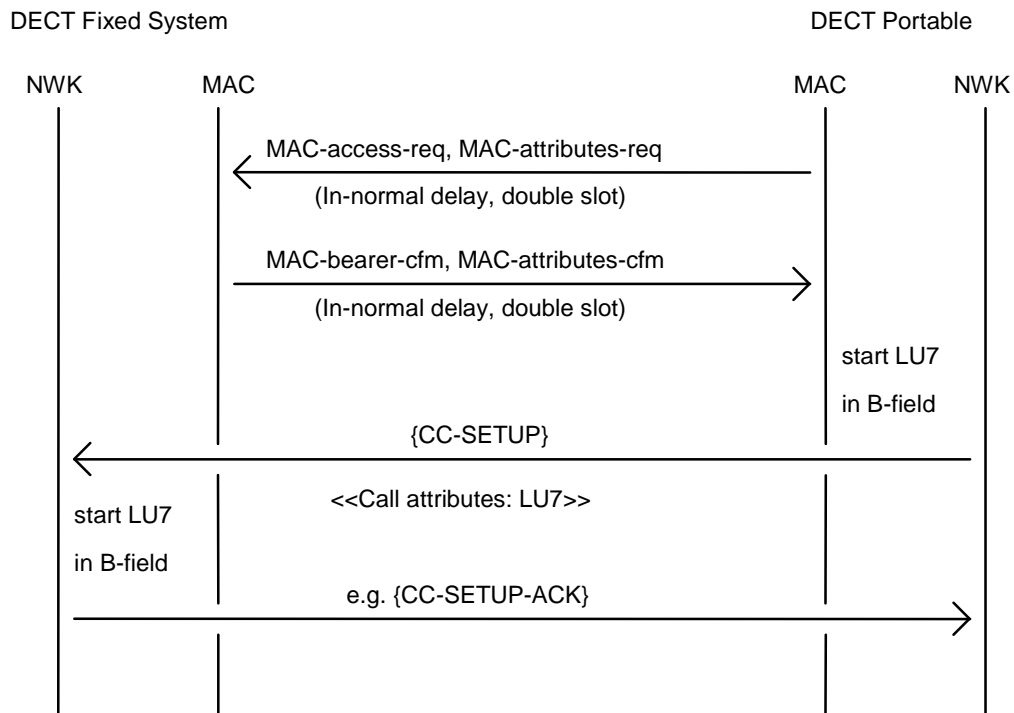 DECT Fixed System
DECT Portable
NWK
MAC
MAC
NWK
MAC-access-req, MAC-attributes-req
(In-normal delay, double slot)
MAC-bearer-cfm, MAC-attributes-cfm
(In-normal delay, double slot)
start LU7
in B-field
{CC-SETUP}
<<Call attributes: LU7>>
start LU7
in B-field
e.g. {CC-SETUP-ACK}